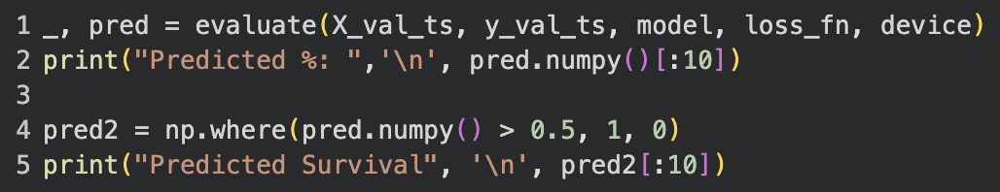 1 _, pred = evaluate(X_val_ts, y_val_ts, model, loss_fn, device)
2 print("Predicted %: ",'\n', pred.numpy()[:10])
3
4 pred2 = np.where(pred.numpy() > 0.5, 1, 0)
5 print("Predicted Survival", '\n', pred2[:10])